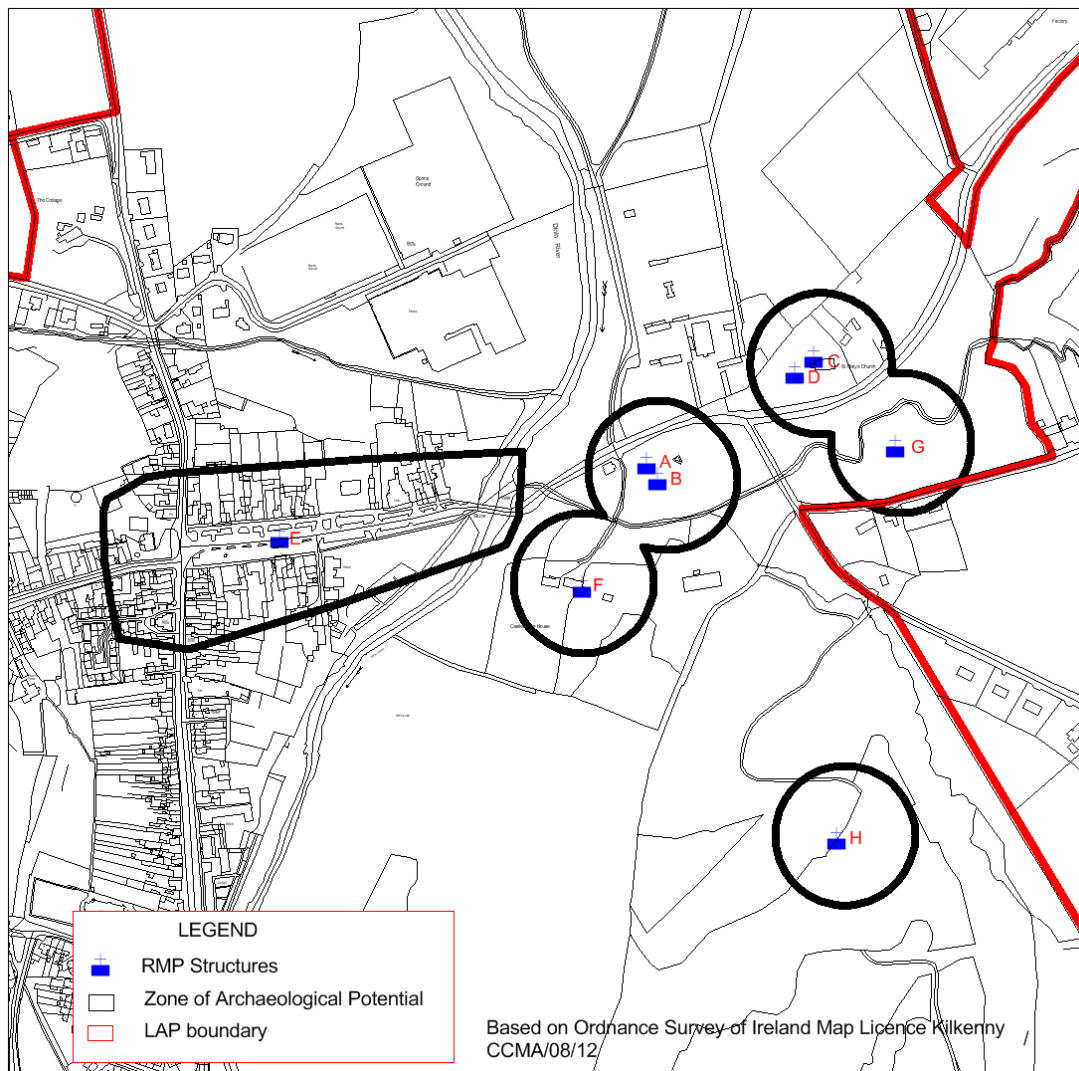 Factory
Sports
Ground
The Cottage
Dinin River
St Mary's Church
C
D
G
A
B
E
F
H
LEGEND
RMP Structures
Zone of Archaeological Potential
LAP boundary
Based on Ordnance Survey of Ireland Map Licence Kilkenny
CCMA/08/12